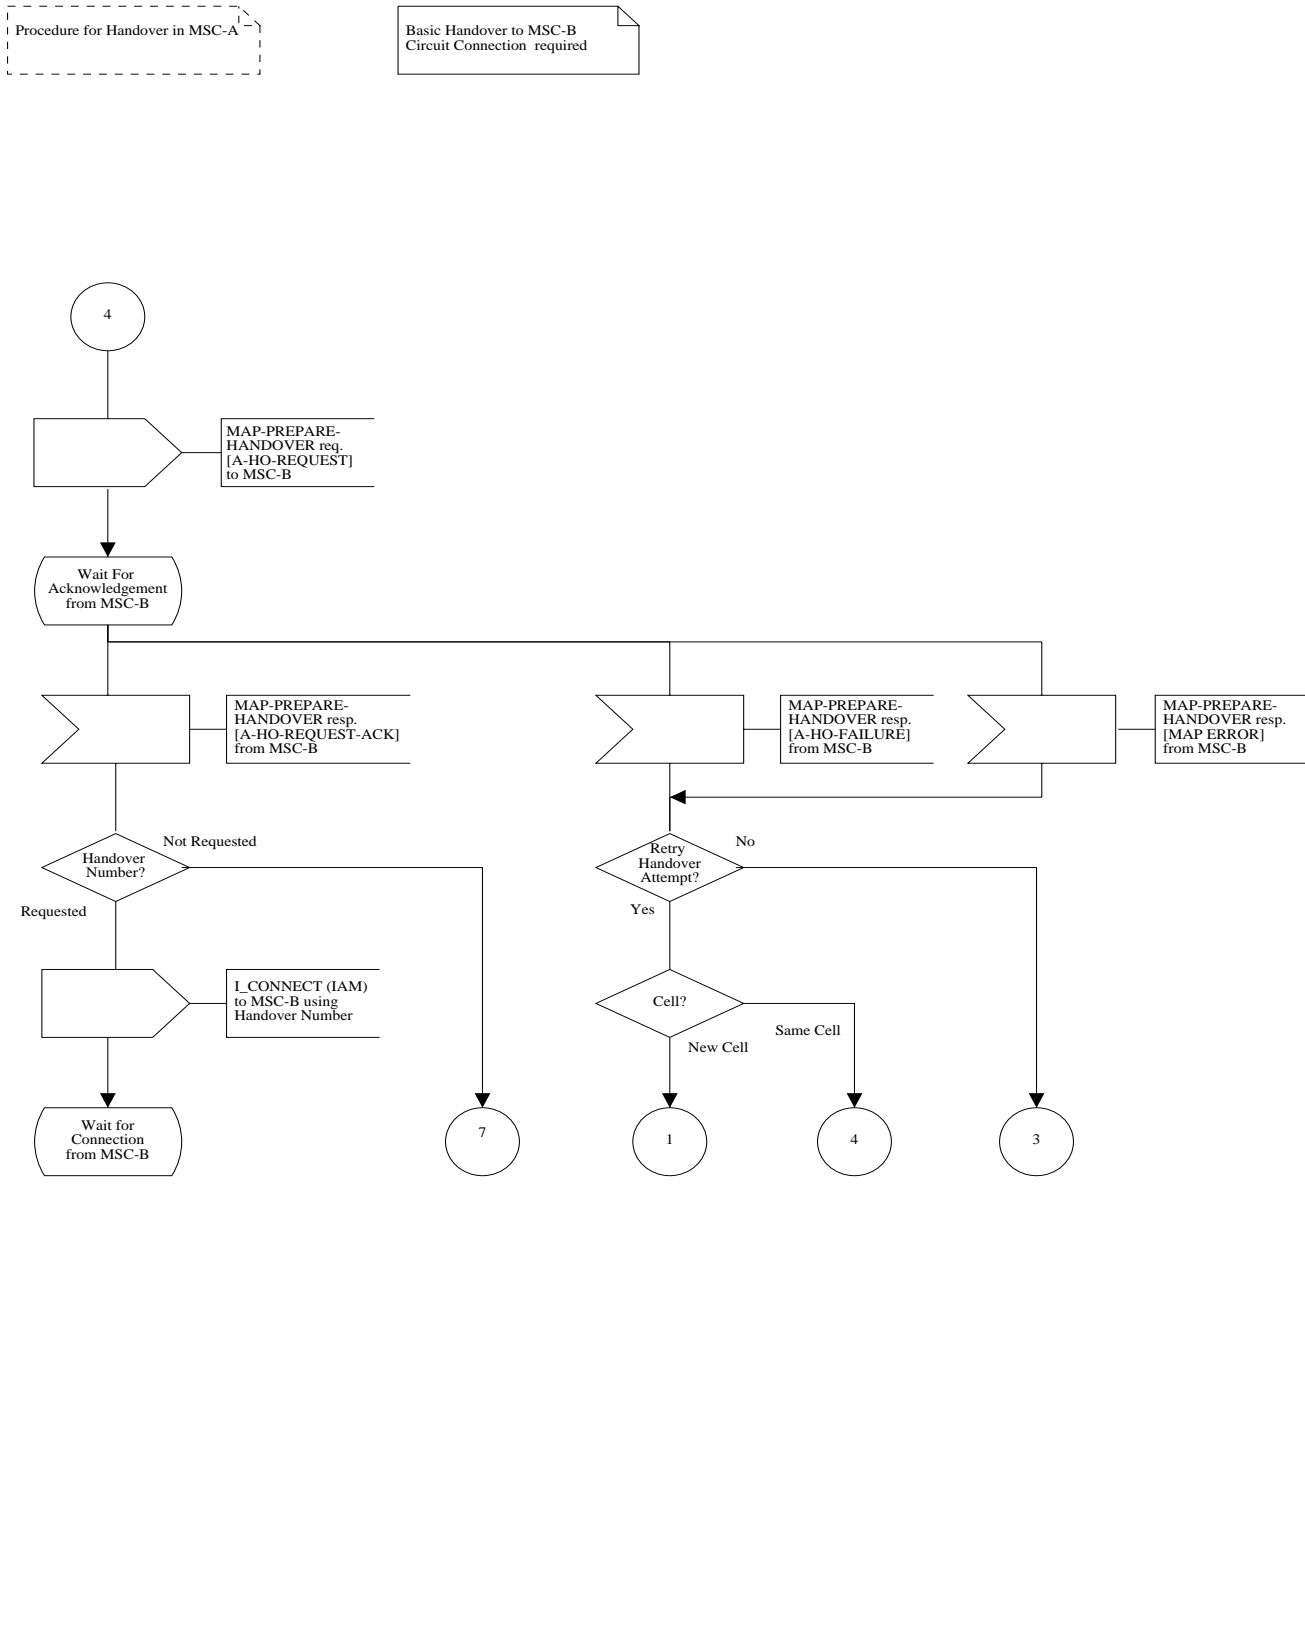 Procedure for Handover in MSC-A
Basic Handover to MSC-B
Circuit Connection required
4
MAP-PREPARE-
HANDOVER req.
[A-HO-REQUEST]
to MSC-B
Wait For
Acknowledgement
from MSC-B
MAP-PREPARE-
HANDOVER resp.
[A-HO-REQUEST-ACK]
from MSC-B
MAP-PREPARE-
HANDOVER resp.
[A-HO-FAILURE]
from MSC-B
MAP-PREPARE-
HANDOVER resp.
[MAP ERROR]
from MSC-B
Handover
Number?
Not Requested
Requested
Retry
Handover
Attempt?
No
Yes
I_CONNECT (IAM)
to MSC-B using
Handover Number
Cell?
Same Cell
New Cell
Wait for
Connection
from MSC-B
7
1
4
3